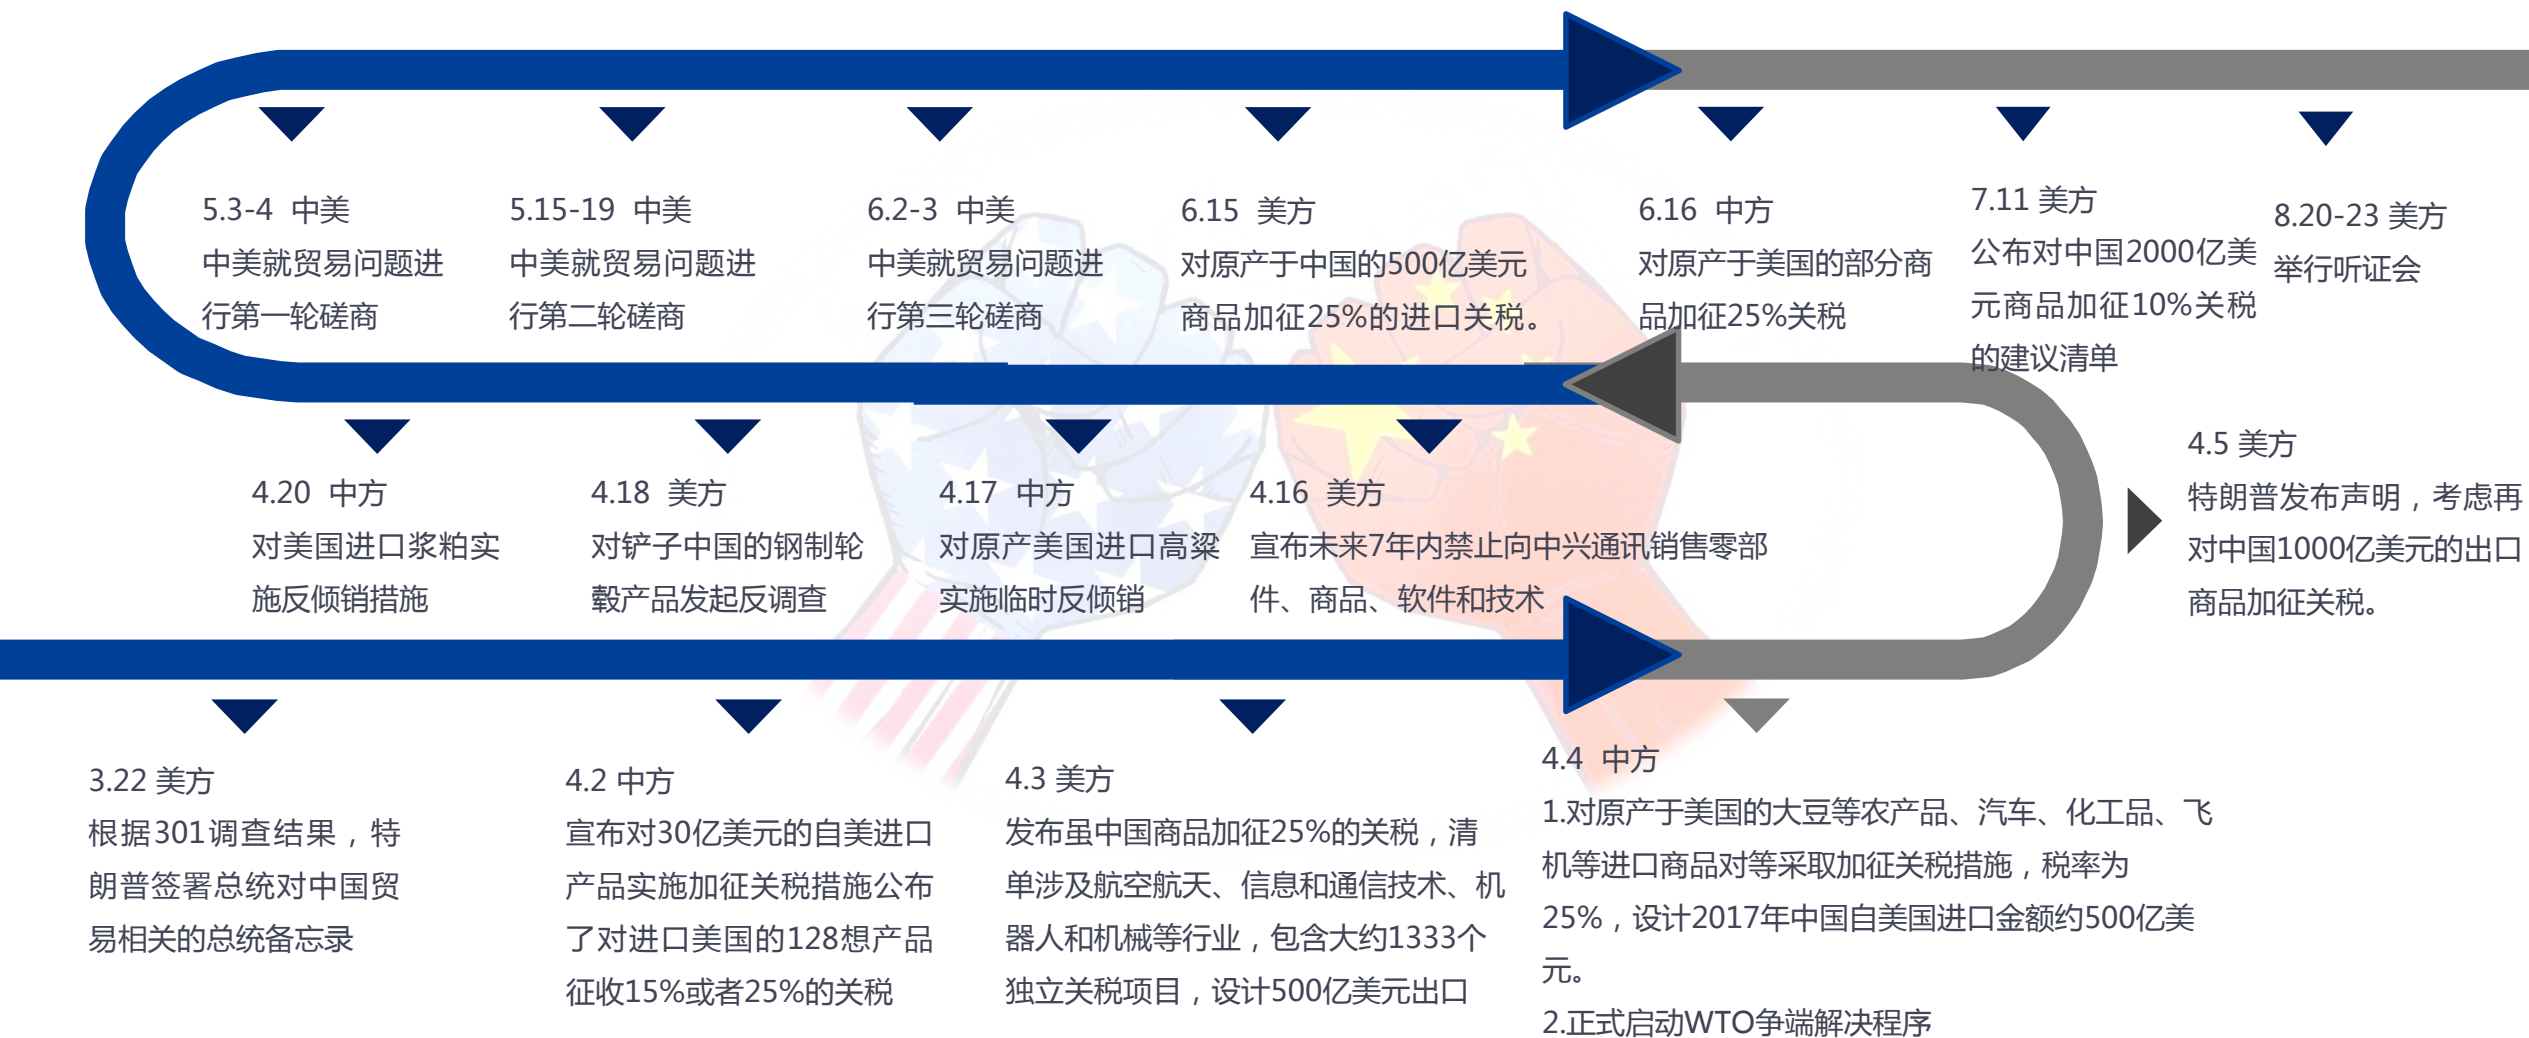 5.3-4 中美
中美就贸易问题进
行第一轮磋商
5.15-19 中美
中美就贸易问题进
行第二轮磋商
6.2-3 中美
中美就贸易问题进
行第三轮磋商
6.15 美方
对原产于中国的500亿美元
商品加征25%的进口关税。
6.16 中方
对原产于美国的部分商
品加征25%关税
7.11 美方
公布对中国2000亿美
元商品加征10%关税
的建议清单
8.20-23 美方
举行听证会
4.20 中方
对美国进口浆粕实
施反倾销措施
4.18 美方
对铲子中国的钢制轮
毂产品发起反调查
4.17 中方
对原产美国进口高粱
实施临时反倾销
4.16 美方
宣布未来7年内禁止向中兴通讯销售零部
件、商品、软件和技术
4.5 美方
特朗普发布声明，考虑再
对中国1000亿美元的出口
商品加征关税。
3.22 美方
根据301调查结果，特
朗普签署总统对中国贸
易相关的总统备忘录
4.2 中方
宣布对30亿美元的自美进口
产品实施加征关税措施公布
了对进口美国的128想产品
征收15%或者25%的关税
4.3 美方
发布虽中国商品加征25%的关税，清
单涉及航空航天、信息和通信技术、机
器人和机械等行业，包含大约1333个
独立关税项目，设计500亿美元出口
4.4 中方
1.对原产于美国的大豆等农产品、汽车、化工品、飞
机等进口商品对等采取加征关税措施，税率为
25%，设计2017年中国自美国进口金额约500亿美
元。
2.正式启动WTO争端解决程序